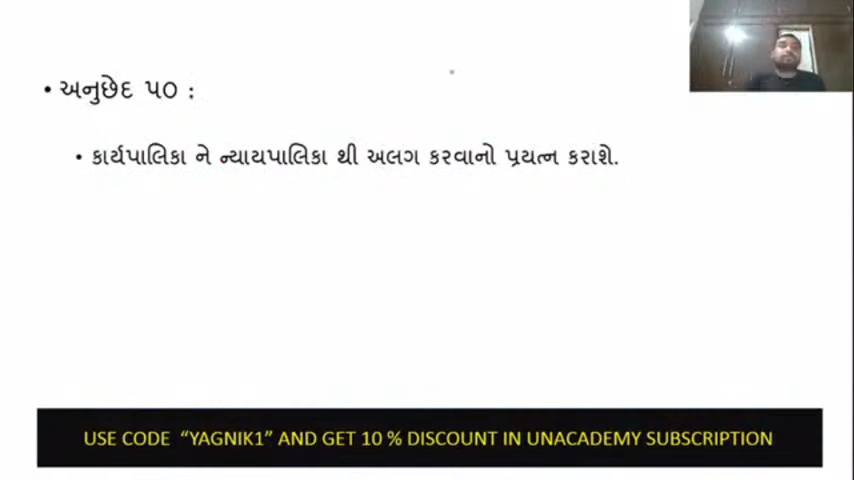 • અનુછેદ ૫૦ :
• કાર્યપાલિકા ને ન્યાયપાલિકા થી અલગ કરવાનો પ્રયત્ન કરાશે.
USE CODE “YAGNIK1” AND GET 10 % DISCOUNT IN UNACADEMY SUBSCRIPTION